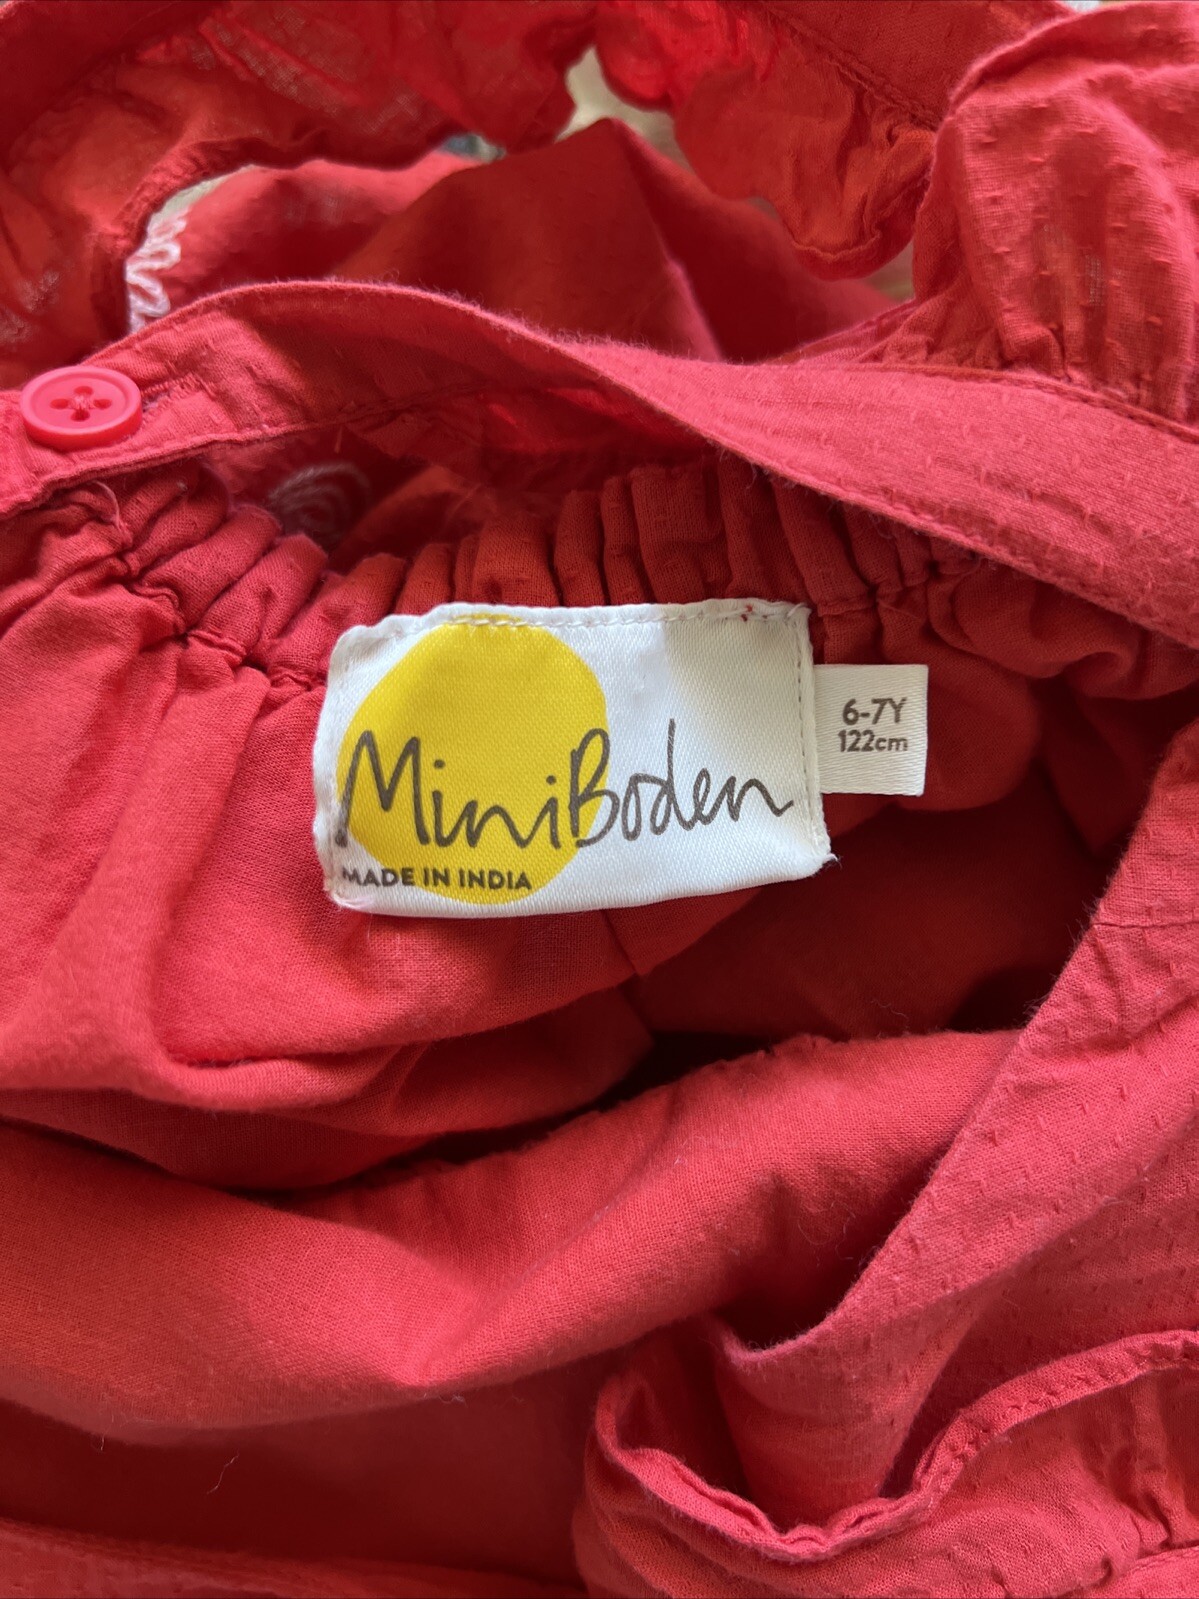 MiniBoden
MADE IN INDIA
6-7Y
122cm